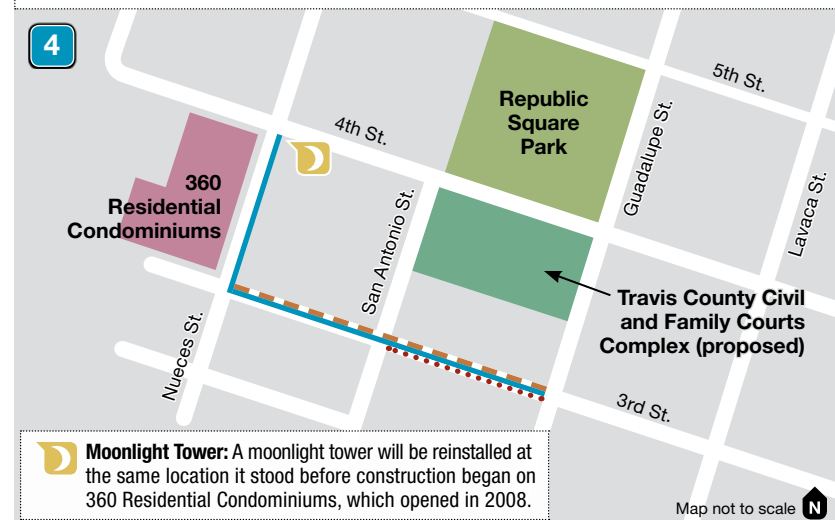 4
5th St.
Republic
Square
Park
4th St.
Guadalupe St.
360
Residential
Condominiums
San Antonio St.
Lavaca St.
Travis County Civil
and Family Courts
Complex (proposed)
Nueces St.
3rd St.
Moonlight Tower: A moonlight tower will be reinstalled at
the same location it stood before construction began on
360 Residential Condominiums, which opened in 2008.
Map not to scale N